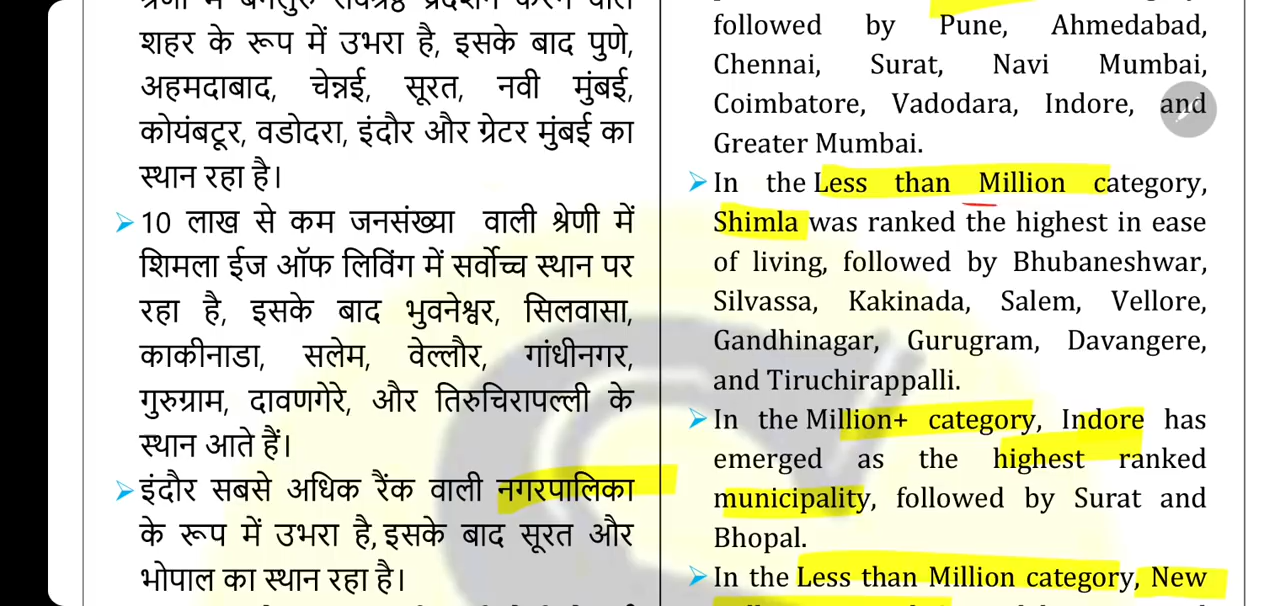 शहर के रूप में उभरा है, इसके बाद पुणे,
अहमदाबाद, चेन्नई, सूरत, नवी मुंबई,
कोयंबटूर, वडोदरा, इंदौर और ग्रेटर मुंबई का
स्थान रहा है।
➢ 10 लाख से कम जनसंख्या वाली श्रेणी में
शिमला ईज ऑफ लिविंग में सर्वोच्च स्थान पर
रहा है, इसके बाद भुवनेश्वर, सिलवासा,
काकीनाडा, सलेम, वेल्लौर, गांधीनगर,
गुरुग्राम, दावणगेरे, और तिरुचिरापल्ली के
स्थान आते हैं।
➢ इंदौर सबसे अधिक रैंक वाली नगरपालिका
के रूप में उभरा है, इसके बाद सूरत और
भोपाल का स्थान रहा है।
followed by Pune, Ahmedabad,
Chennai, Surat, Navi Mumbai,
Coimbatore, Vadodara, Indore, and
Greater Mumbai.
➢ In the Less than Million category,
Shimla was ranked the highest in ease
of living, followed by Bhubaneshwar,
Silvassa, Kakinada, Salem, Vellore,
Gandhinagar, Gurugram, Davangere,
and Tiruchirappalli.
➢ In the Million+ category, Indore has
emerged as the highest ranked
municipality, followed by Surat and
Bhopal.
➢ In the Less than Million category, New